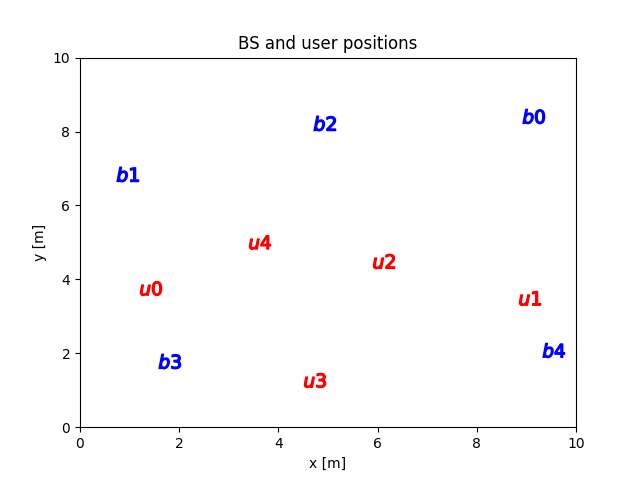 BS and user positions
10
b0
b2
8
b1
6
u4
u2
4
u0
u1
b4
2
b3
u3
0
0 2 4 6 8 10
x [m]
y [m]